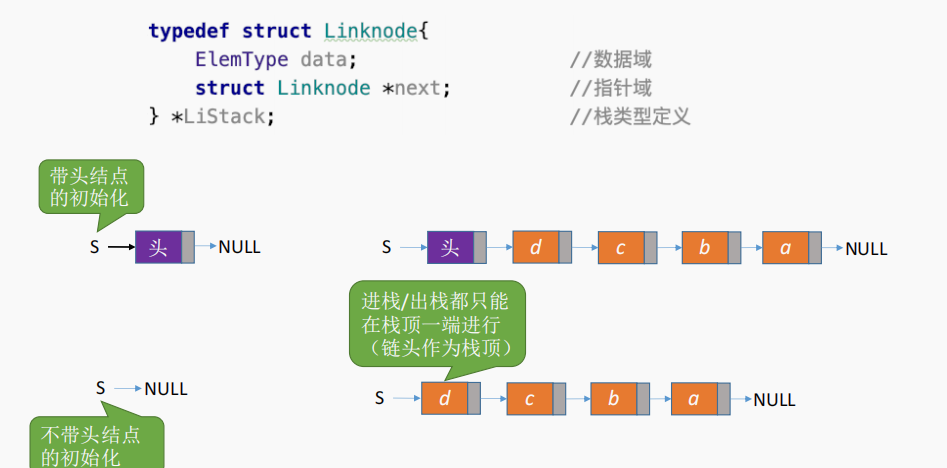 typedef struct Linknode{
ElemType data; //数据域
struct Linknode *next; //指针域
} *LiStack; //栈类型定义
带头结点
的初始化
S 头 NULL
S 头 d c b a NULL
进栈/出栈都只能
在栈顶一端进行
（链头作为栈顶）
S NULL
S d c b a NULL
不带头结点
的初始化